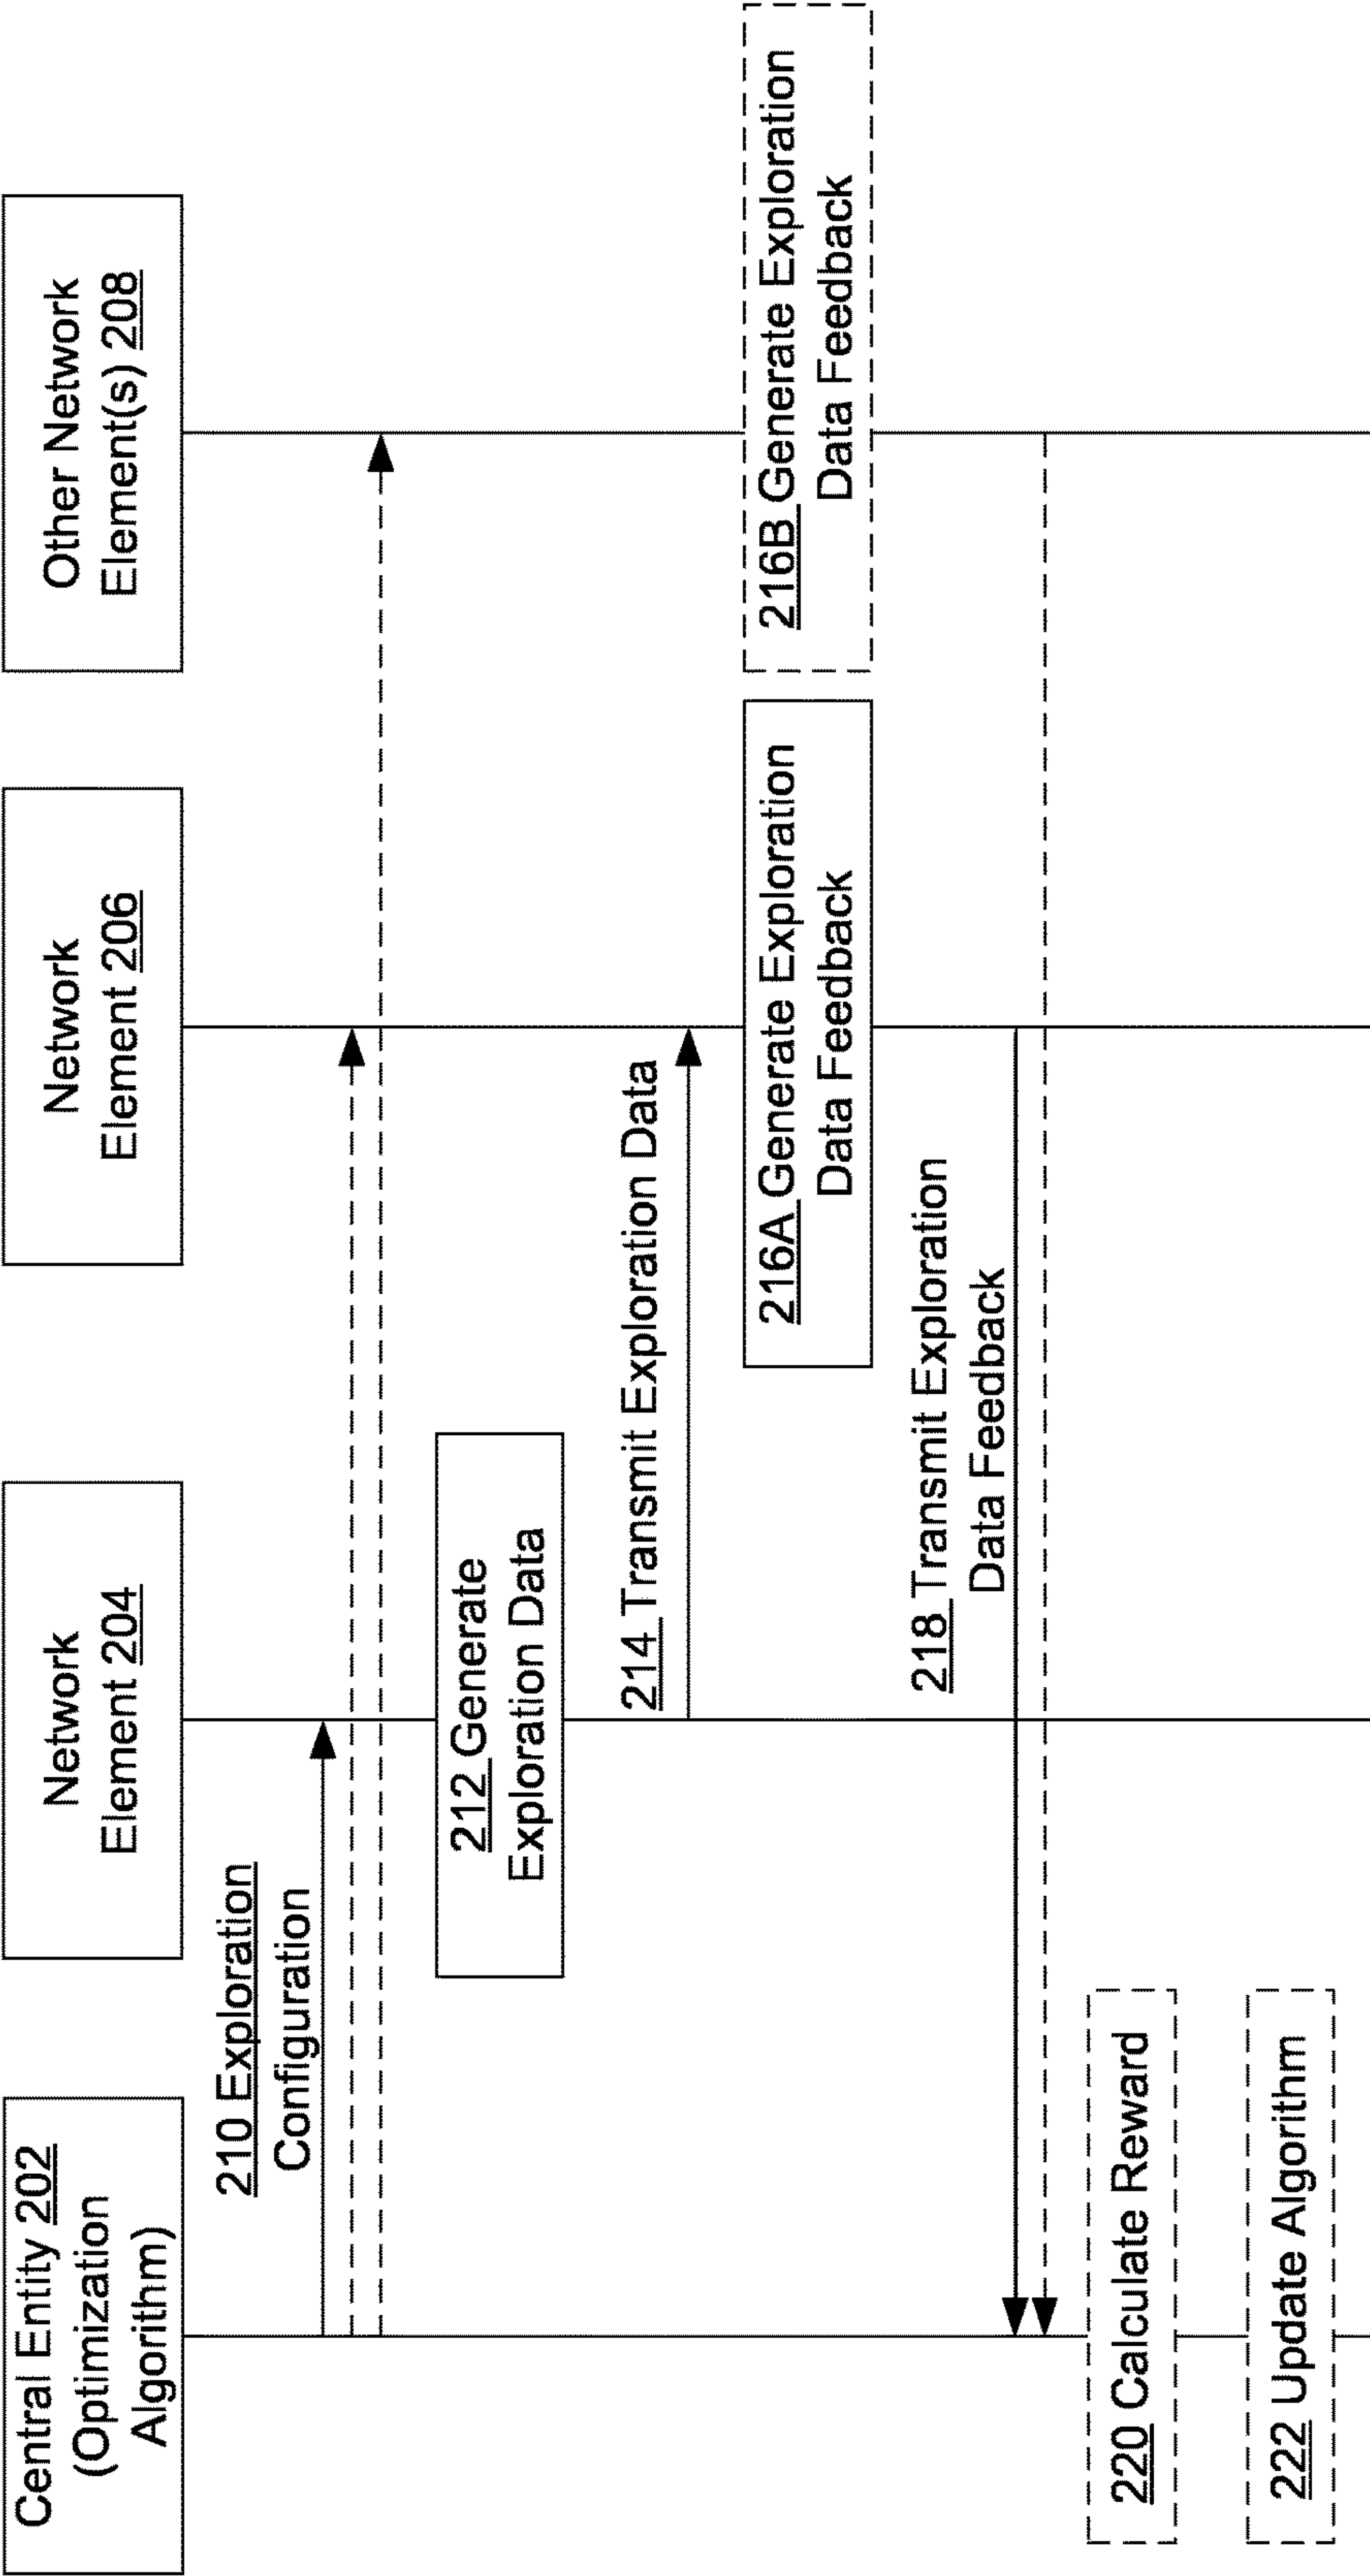 Central Entity 202
(Optimization
Algorithm)
Network
Element 204
Network
Element 206
Other Network
Element(s) 208
210 Exploration
Configuration
212 Generate
Exploration Data
214 Transmit Exploration Data
216A Generate Exploration
Data Feedback
216B Generate Exploration
Data Feedback
218 Transmit Exploration
Data Feedback
220 Calculate Reward
222 Update Algorithm